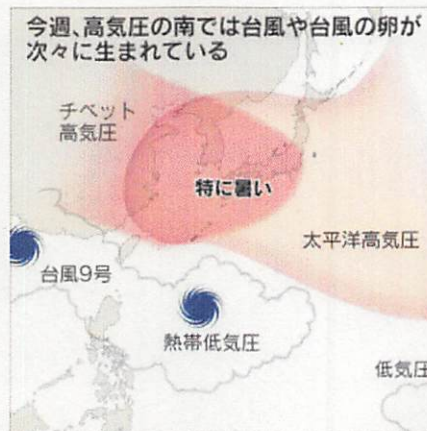 今週、高気圧の南では台風や台風の卵が
次々に生まれている
チベット
高気圧
特に暑い
太平洋高気圧
台風9号
熱帯低気圧
低気圧